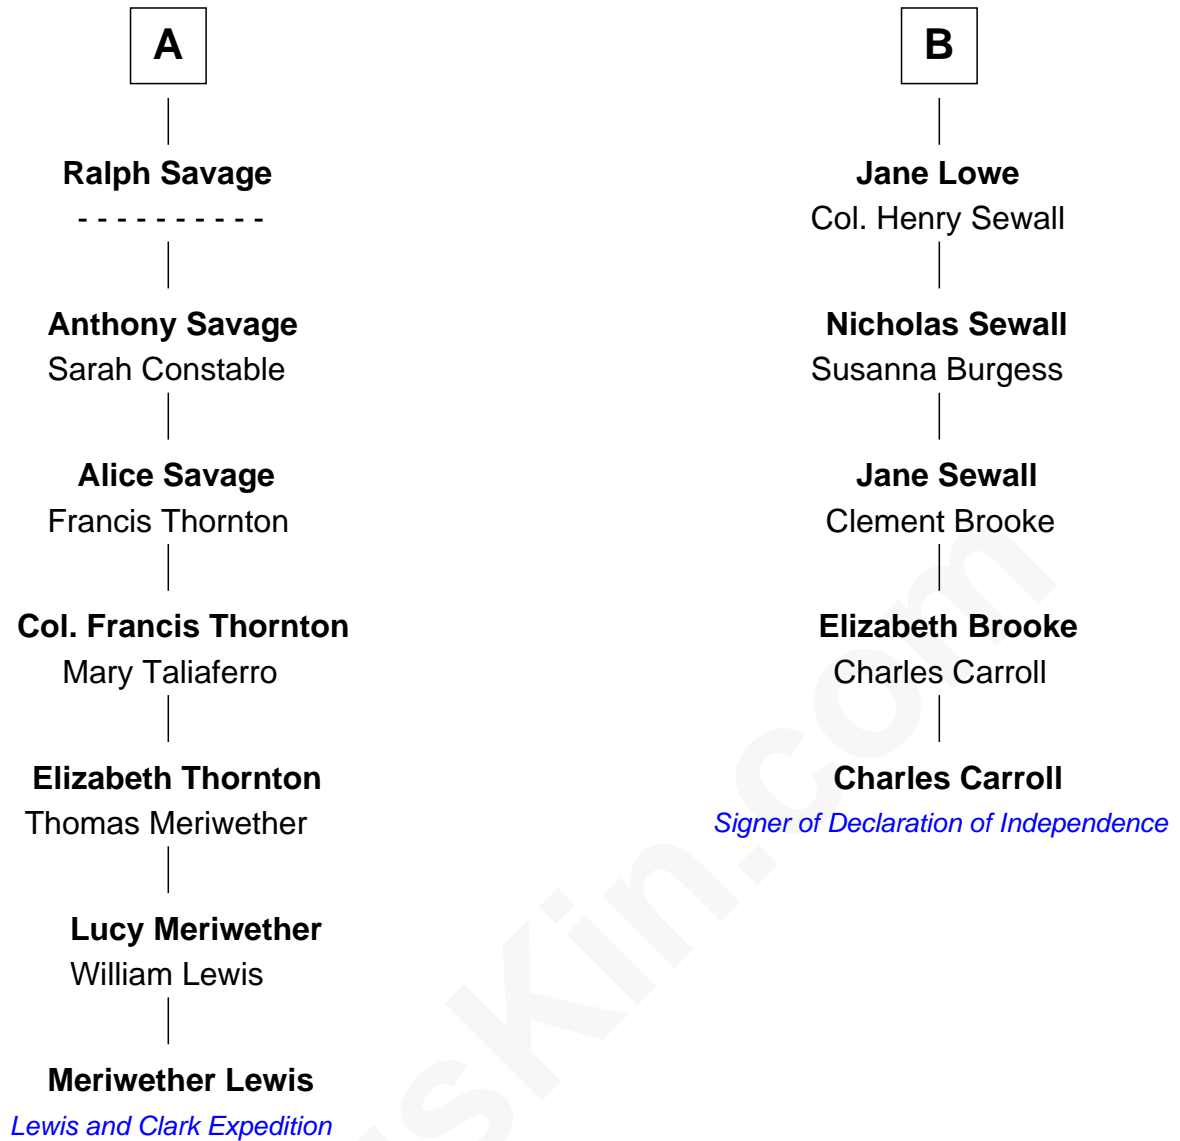 A
Ralph Savage
- - - - - - - - - -
Anthony Savage
Sarah Constable
Alice Savage
Francis Thornton
Col. Francis Thornton
Mary Taliaferro
Elizabeth Thornton
Thomas Meriwether
Lucy Meriwether
William Lewis
Meriwether Lewis
Lewis and Clark Expedition
B
Jane Lowe
Col. Henry Sewall
Nicholas Sewall
Susanna Burgess
Jane Sewall
Clement Brooke
Elizabeth Brooke
Charles Carroll
Charles Carroll
Signer of Declaration of Independence
sKin.com